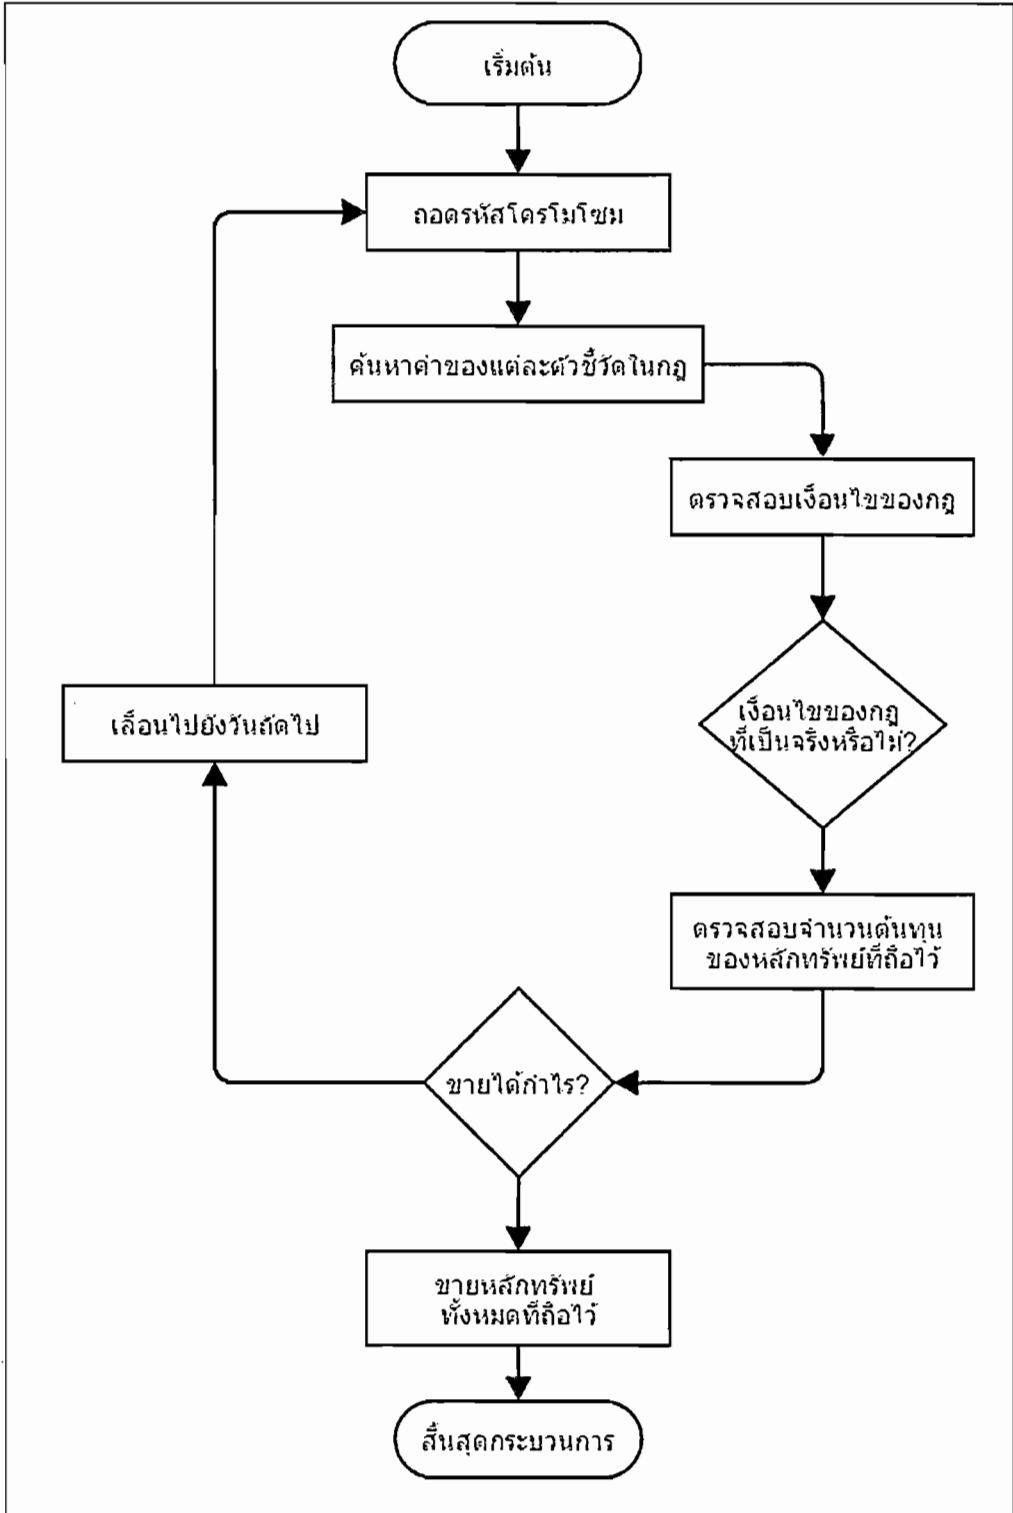 เริ่มต้น
ถอดรหัสโครโมโซม
ค้นหาค่าของแต่ละตัวชี้วัดในกฎ
ตรวจสอบเงื่อนไขของกฎ
เงื่อนไขของกฎ
ที่เป็นจริงหรือไม่?
เลื่อนไปยังวันถัดไป
ตรวจสอบจำนวนต้นทุน
ของหลักทรัพย์ที่ถือไว้
ขายได้กำไร?
ขายหลักทรัพย์
ทั้งหมดที่ถือไว้
สิ้นสุดกระบวนการ